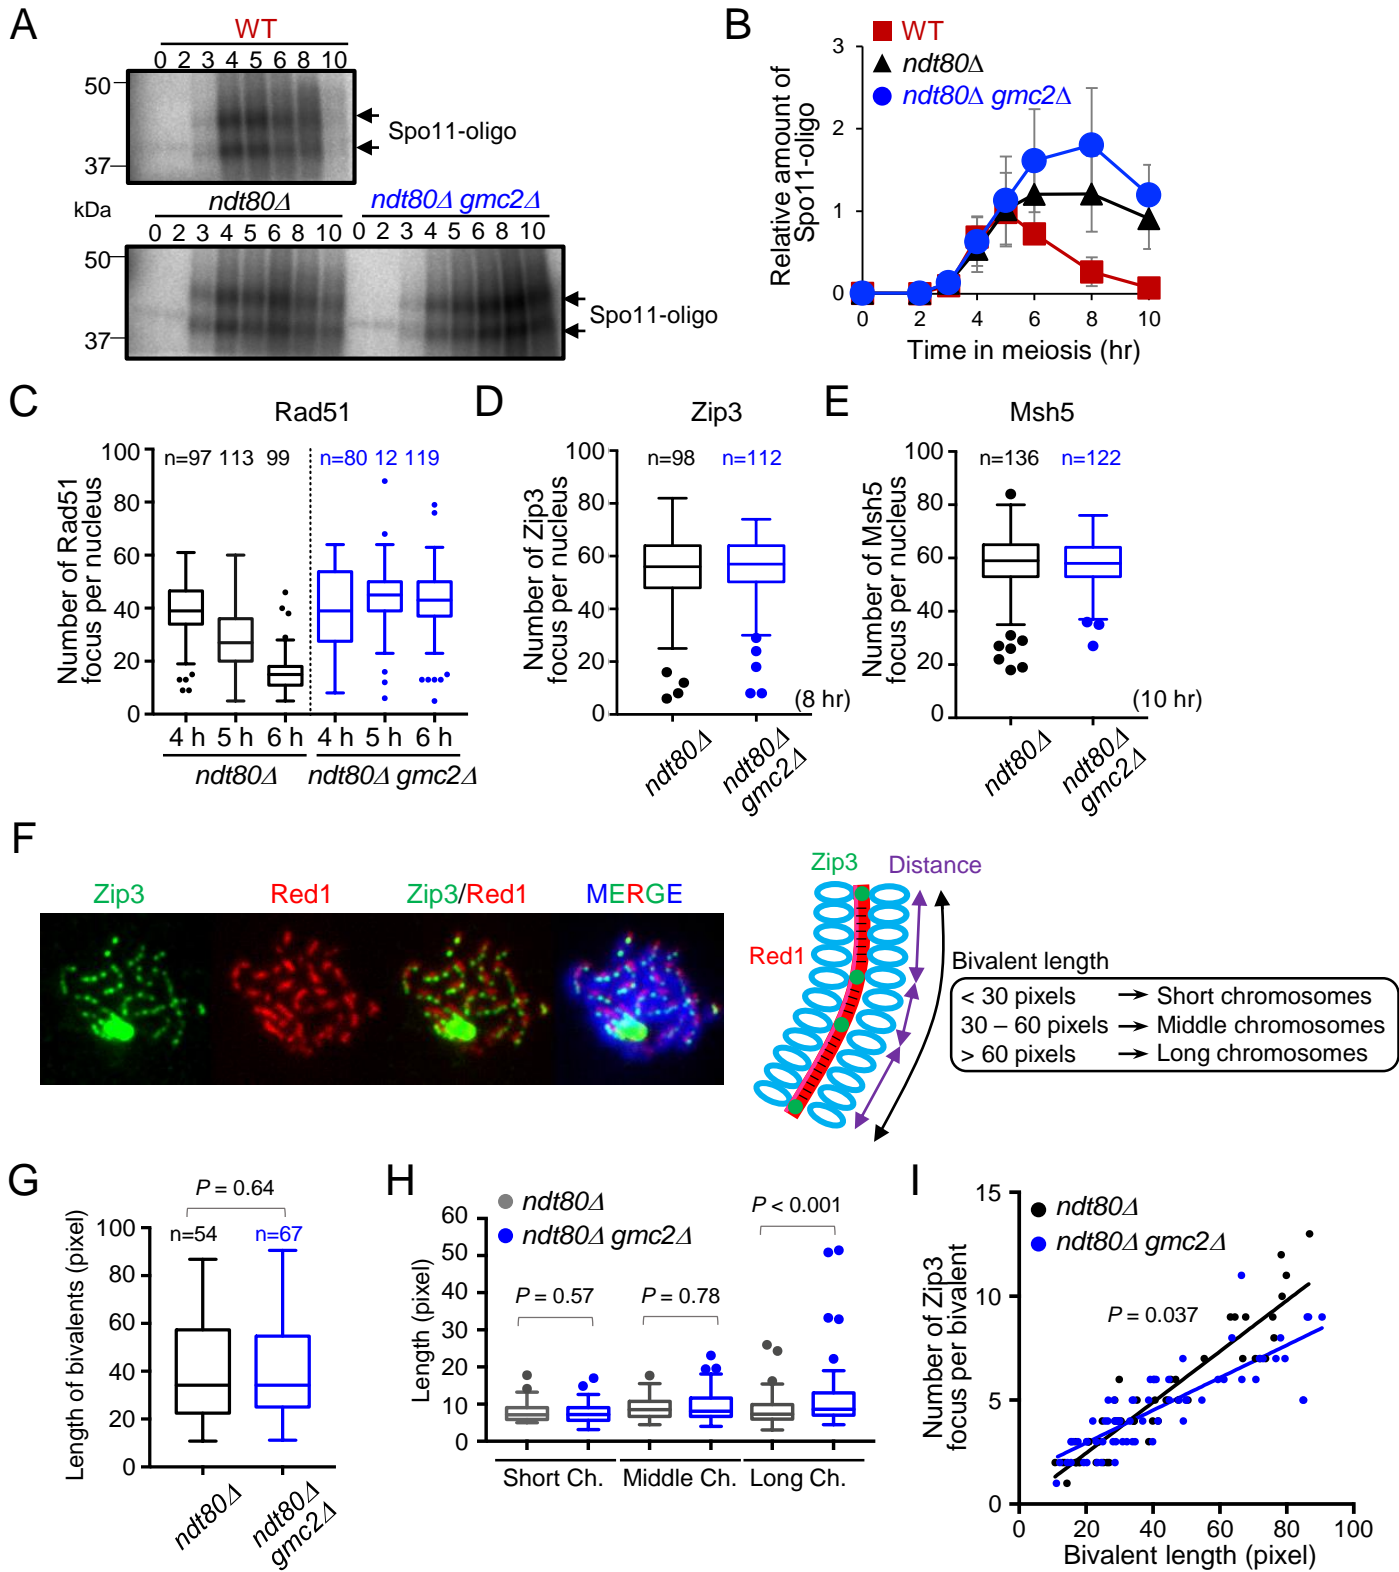 A
WT
0 2 3 4 5 6 8 10
50
37
Spo11-oligo
kDa
ndt80Δ
ndt80Δ gmc2Δ
0 2 3 4 5 6 8 10
0 2 3 4 5 6 8 10
50
37
Spo11-oligo
B
WT
ndt80Δ
ndt80Δ gmc2Δ
Relative amount of
Spo11-oligo
3
2
1
0
0 2 4 6 8 10
Time in meiosis (hr)
C
Rad51
Number of Rad51
focus per nucleus
100
80
60
40
20
0
n=97 113 99
n=80 12 119
4 h 5 h 6 h
4 h 5 h 6 h
ndt80Δ
ndt80Δ gmc2Δ
D
Zip3
Number of Zip3
focus per nucleus
100
80
60
40
20
0
n=98
n=112
(8 hr)
ndt80Δ
ndt80Δ
gmc2Δ
E
Msh5
Number of Msh5
focus per nucleus
100
80
60
40
20
0
n=136
n=122
(10 hr)
ndt80Δ
ndt80Δ
gmc2Δ
F
Zip3
Red1
Zip3/Red1
MERGE
Zip3
Distance
Red1
Bivalent length
< 30 pixels → Short chromosomes
30 – 60 pixels → Middle chromosomes
> 60 pixels → Long chromosomes
G
P = 0.64
Length of bivalents (pixel)
100
80
60
40
20
0
n=54
n=67
ndt80Δ
ndt80Δ
gmc2Δ
H
ndt80Δ
ndt80Δ gmc2Δ
Length (pixel)
60
50
40
30
20
10
0
P = 0.57
P = 0.78
P < 0.001
Short Ch.
Middle Ch.
Long Ch.
I
ndt80Δ
ndt80Δ gmc2Δ
Number of Zip3
focus per bivalent
15
10
5
0
P = 0.037
0 20 40 60 80 100
Bivalent length (pixel)